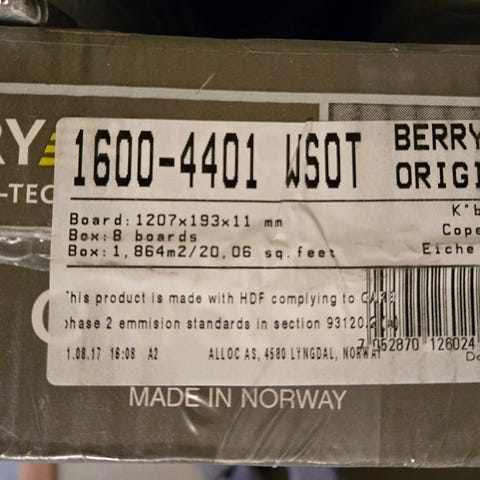 RY
-TEC
1600-4401 WSOT BERRY
ORIGI
Board: 1207x193x11 mm
Box: 8 boards
Box: 1,864m2/20,06 sq.feet
K"b
Cope
Eiche
This product is made with HDF complying to CARB
phase 2 emmision standards in section 93120.2(a)
1.08.17 16:08 A2 ALLOC AS, 4580 LYNGDAL, NORWAY
7 052870 126024
Do
MADE IN NORWAY